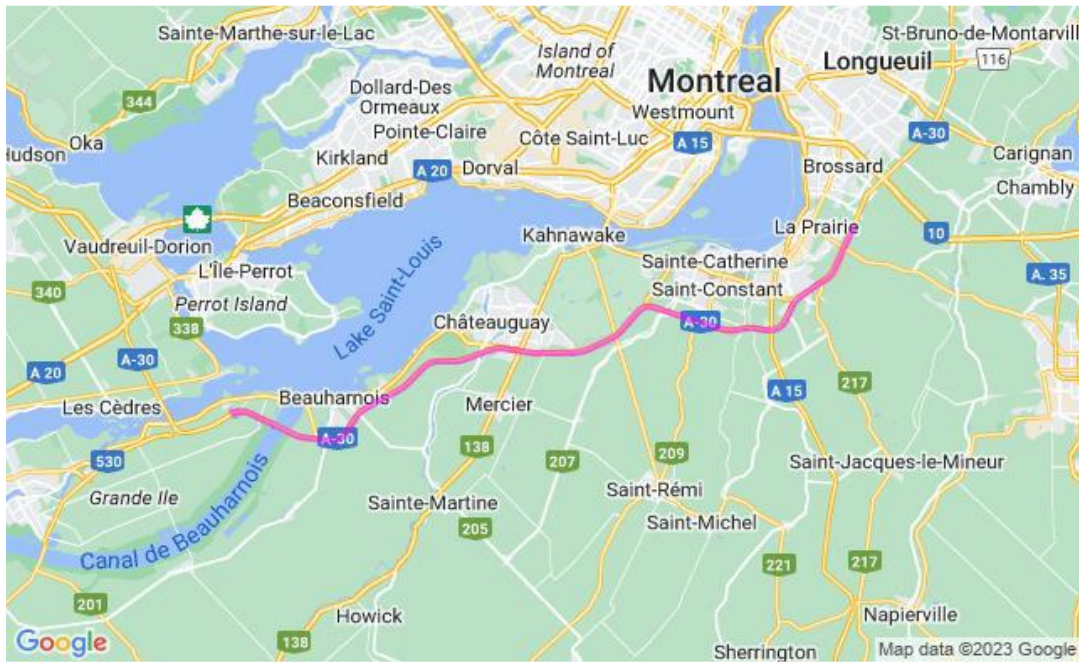 Sainte-Marthe-sur-le-Lac
Island of
Montreal
St-Bruno-de-Montarvill
116
Longueuil
Montreal
Dollard-Des
Ormeaux
344
Westmount
Pointe-Claire
Côte Saint-Luc
A 15
A-30
Hudson
Oka
Kirkland
A 20
Dorval
Brossard
Carignan
Chambly
Beaconsfield
Vaudreuil-Dorion
Kahnawake
La Prairie
10
L'Île-Perrot
Sainte-Catherine
A. 35
340
Perrot Island
Lake Saint-Louis
Saint-Constant
338
Châteauguay
A-30
A-30
A 20
217
A 15
Les Cèdres
Beauharnois
Mercier
A-30
138
209
530
207
Saint-Jacques-le-Mineur
Grande Ile
Canal de Beauharnois
Sainte-Martine
Saint-Rémi
205
Saint-Michel
221
217
201
Howick
Napierville
Google
138
Sherrington
Map data ©2023 Google